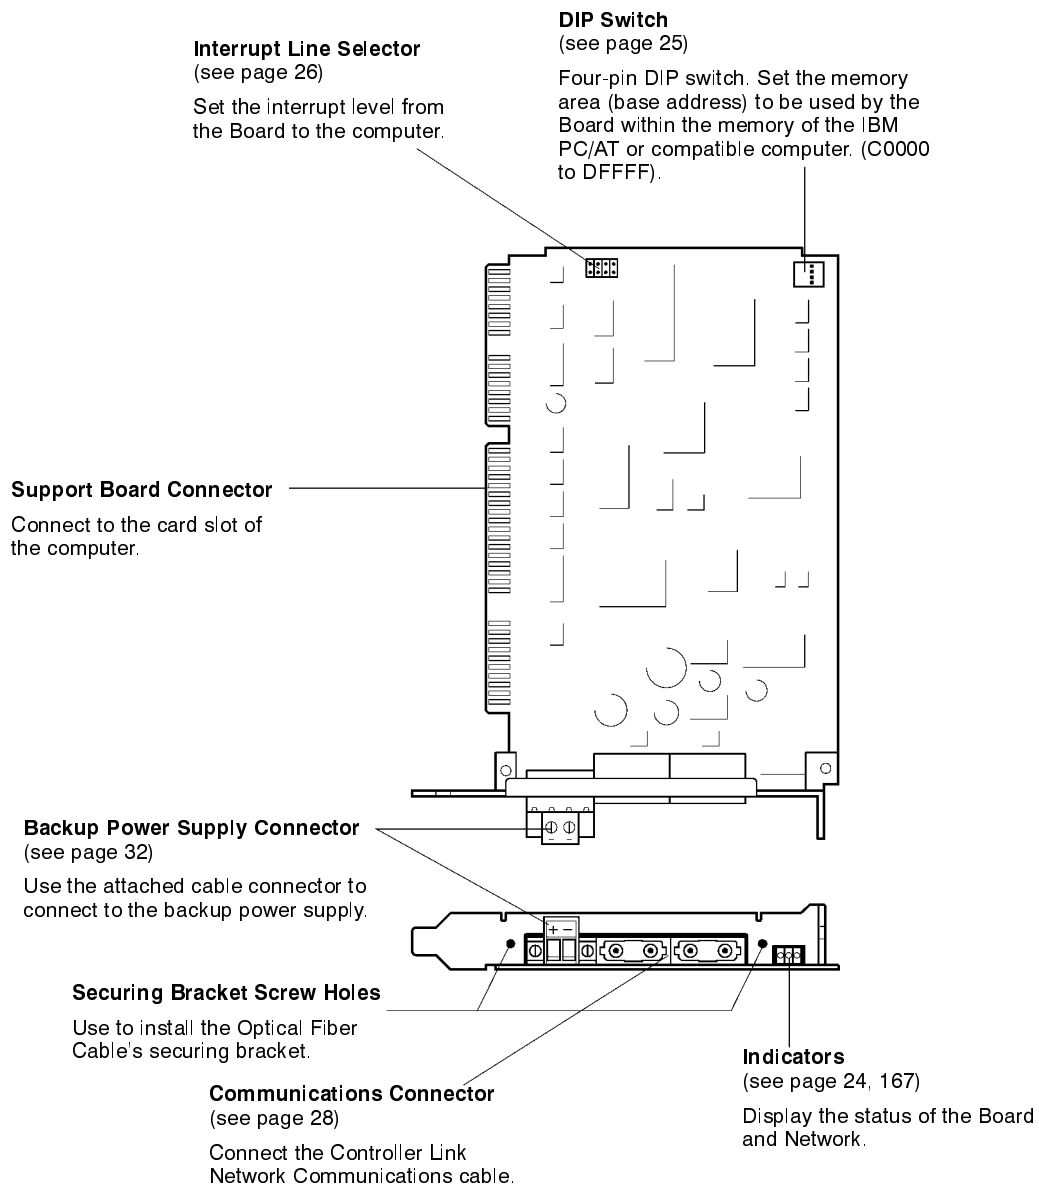 DIP Switch
(see page 25)
Four-pin DIP switch. Set the memory
area (base address) to be used by the
Board within the memory of the IBM
PC/AT or compatible computer. (C0000
to DFFFF).
Interrupt Line Selector
(see page 26)
Set the interrupt level from
the Board to the computer.
Support Board Connector
Connect to the card slot of
the computer.
Backup Power Supply Connector
(see page 32)
Use the attached cable connector to
connect to the backup power supply.
+ −
Securing Bracket Screw Holes
Use to install the Optical Fiber
Cable's securing bracket.
Indicators
(see page 24, 167)
Display the status of the Board
and Network.
Communications Connector
(see page 28)
Connect the Controller Link
Network Communications cable.